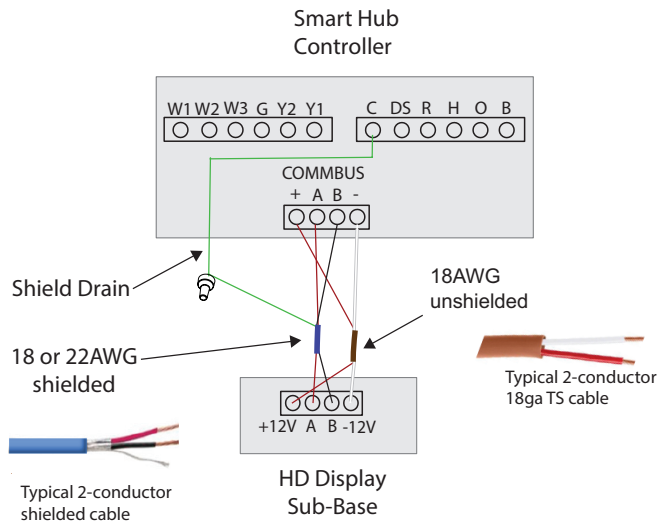 Smart Hub
Controller
W1 W2 W3 G Y2 Y1
C DS R H O B
COMMBUS
+ A B -
Shield Drain
18AWG
unshielded
18 or 22AWG
shielded
Typical 2-conductor
18ga TS cable
+12V A B -12V
HD Display
Sub-Base
Typical 2-conductor
shielded cable